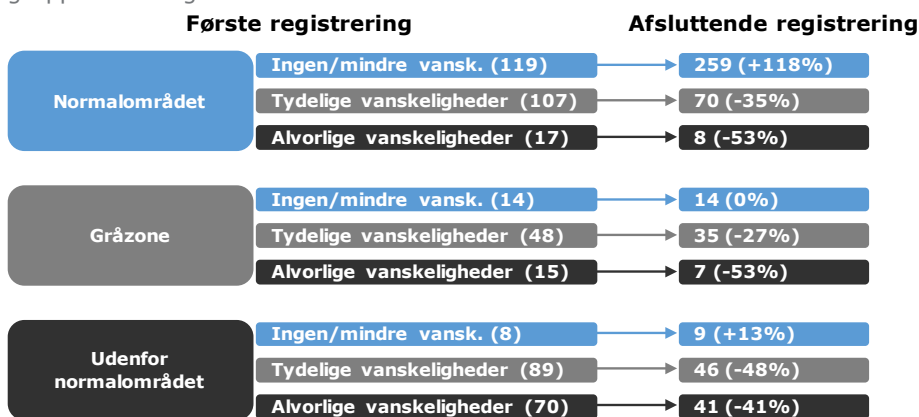 Første registrering Afsluttende registrering
Normalområdet
Ingen/mindre vansk. (119) 259 (+118%)
Tydelige vanskeligheder (107) 70 (-35%)
Alvorlige vanskeligheder (17) 8 (-53%)
Gråzone
Ingen/mindre vansk. (14) 14 (0%)
Tydelige vanskeligheder (48) 35 (-27%)
Alvorlige vanskeligheder (15) 7 (-53%)
Udenfor
normalområdet
Ingen/mindre vansk. (8) 9 (+13%)
Tydelige vanskeligheder (89) 46 (-48%)
Alvorlige vanskeligheder (70) 41 (-41%)